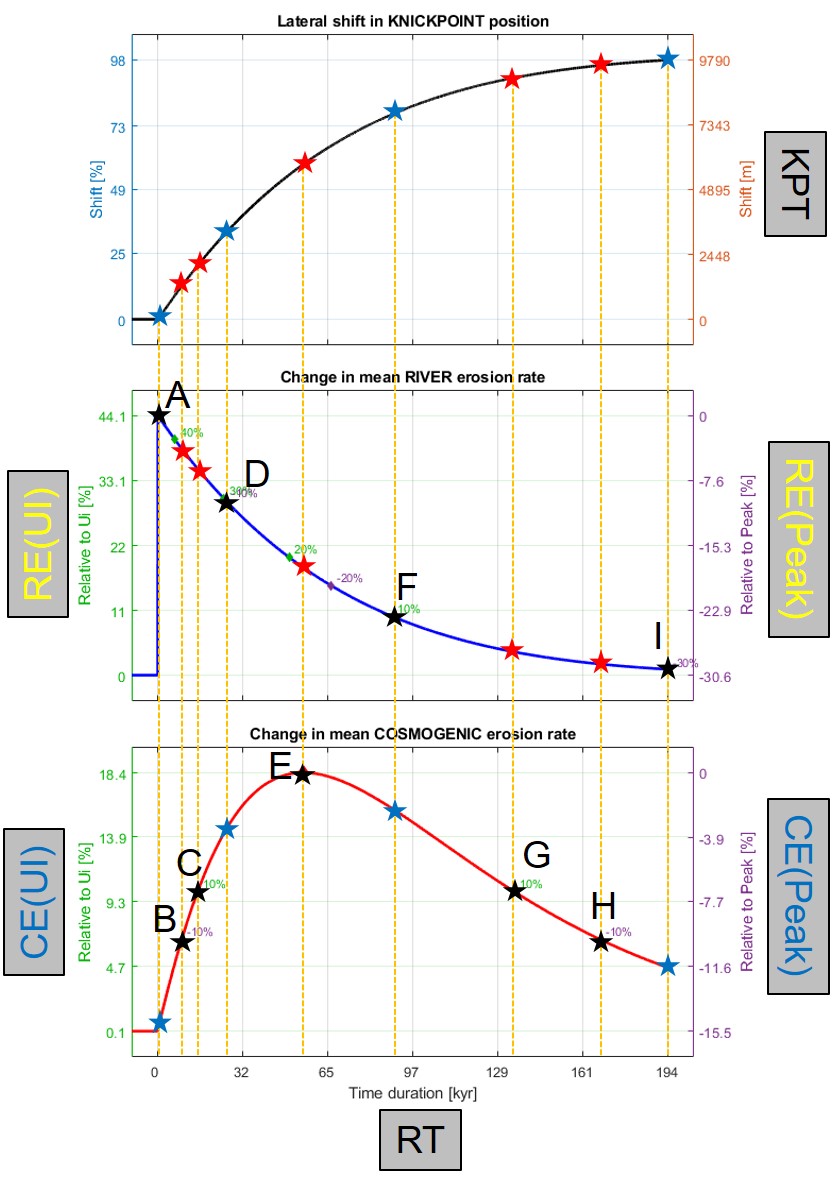 Lateral shift in KNICKPOINT position
98
73
49
25
0
Shift [%]
9790
7343
4895
2448
0
Shift [m]
KPT
Change in mean RIVER erosion rate
A
D
F
I
40%
30%
-10%
20%
-20%
10%
-30%
44.1
33.1
22
11
0
Relative to Ui [%]
RE(UI)
0
-7.6
-15.3
-22.9
-30.6
Relative to Peak [%]
RE(Peak)
Change in mean COSMOGENIC erosion rate
E
C
G
B
H
10%
10%
-10%
-10%
18.4
13.9
9.3
4.7
0.1
Relative to Ui [%]
CE(UI)
0
-3.9
-7.7
-11.6
-15.5
Relative to Peak [%]
CE(Peak)
0 32 65 97 129 161 194
Time duration [kyr]
RT